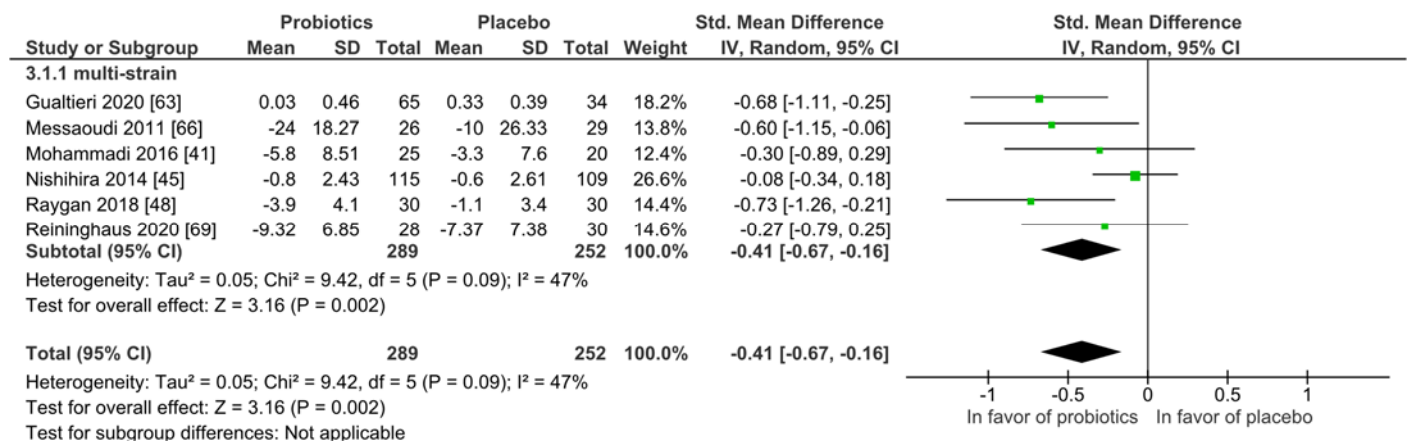 Probiotics Placebo Std. Mean Difference Std. Mean Difference
Study or Subgroup Mean SD Total Mean SD Total Weight IV, Random, 95% CI IV, Random, 95% CI
3.1.1 multi-strain
Gualtieri 2020 [63] 0.03 0.46 65 0.33 0.39 34 18.2% -0.68 [-1.11, -0.25]
Messaoudi 2011 [66] -24 18.27 26 -10 26.33 29 13.8% -0.60 [-1.15, -0.06]
Mohammadi 2016 [41] -5.8 8.51 25 -3.3 7.6 20 12.4% -0.30 [-0.89, 0.29]
Nishihira 2014 [45] -0.8 2.43 115 -0.6 2.61 109 26.6% -0.08 [-0.34, 0.18]
Raygan 2018 [48] -3.9 4.1 30 -1.1 3.4 30 14.4% -0.73 [-1.26, -0.21]
Reininghaus 2020 [69] -9.32 6.85 28 -7.37 7.38 30 14.6% -0.27 [-0.79, 0.25]
Subtotal (95% CI) 289 252 100.0% -0.41 [-0.67, -0.16]
Heterogeneity: Tau² = 0.05; Chi² = 9.42, df = 5 (P = 0.09); I² = 47%
Test for overall effect: Z = 3.16 (P = 0.002)
Total (95% CI) 289 252 100.0% -0.41 [-0.67, -0.16]
Heterogeneity: Tau² = 0.05; Chi² = 9.42, df = 5 (P = 0.09); I² = 47%
-1 -0.5 0 0.5 1
Test for overall effect: Z = 3.16 (P = 0.002)
In favor of probiotics In favor of placebo
Test for subgroup differences: Not applicable